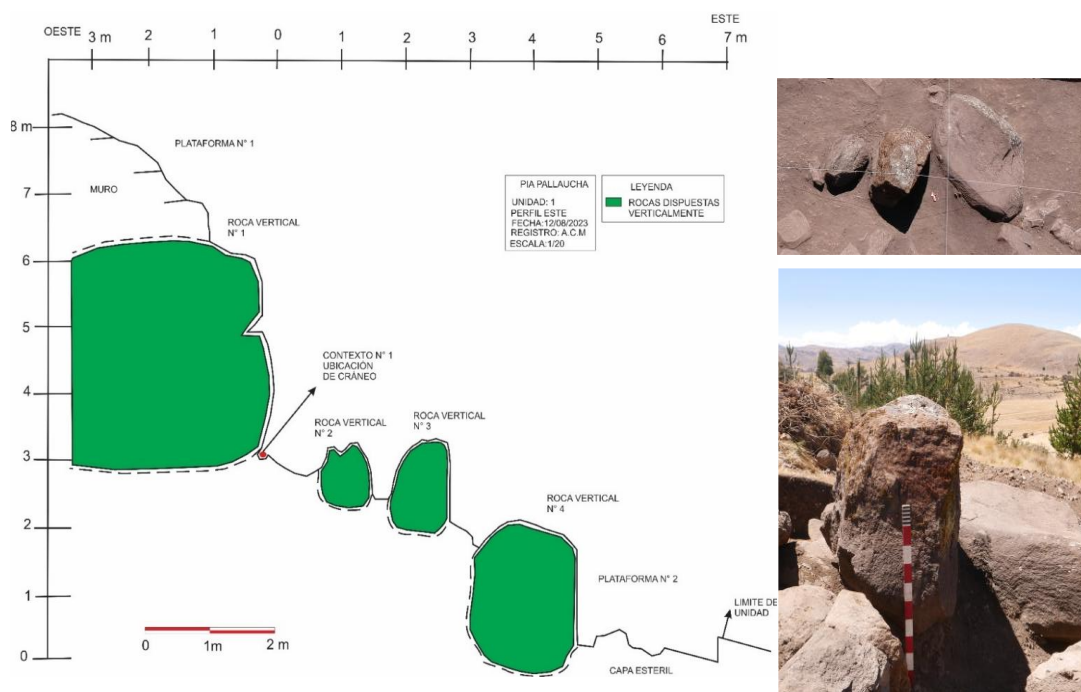 OESTE
ESTE
3 m 2 1 0 1 2 3 4 5 6 7 m
8 m
7
6
5
4
3
2
1
0
PLATAFORMA N° 1
MURO
ROCA VERTICAL
N° 1
PIA PALLAUCHA
UNIDAD: 1
PERFIL ESTE
FECHA:12/08/2023
REGISTRO: A.C.M
ESCALA:1/20
LEYENDA
ROCAS DISPUESTAS
VERTICALMENTE
CONTEXTO N° 1
UBICACIÓN
DE CRÁNEO
ROCA VERTICAL
N° 2
ROCA VERTICAL
N° 3
ROCA VERTICAL
N° 4
PLATAFORMA N° 2
LIMITE DE
UNIDAD
CAPA ESTERIL
0 1m 2 m